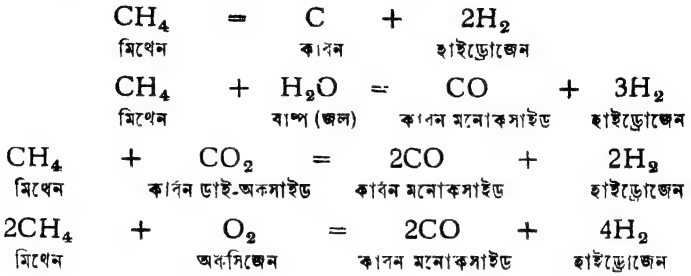 CH₄ = C + 2H₂
মিথেন কার্বন হাইড্রোজেন
CH₄ + H₂O = CO + 3H₂
মিথেন বাষ্প (জল) কার্বন মনোকসাইড হাইড্রোজেন
CH₄ + CO₂ = 2CO + 2H₂
মিথেন কার্বন ডাই-অকসাইড কার্বন মনোকসাইড হাইড্রোজেন
2CH₄ + O₂ = 2CO + 4H₂
মিথেন অকসিজেন কার্বন মনোকসাইড হাইড্রোজেন